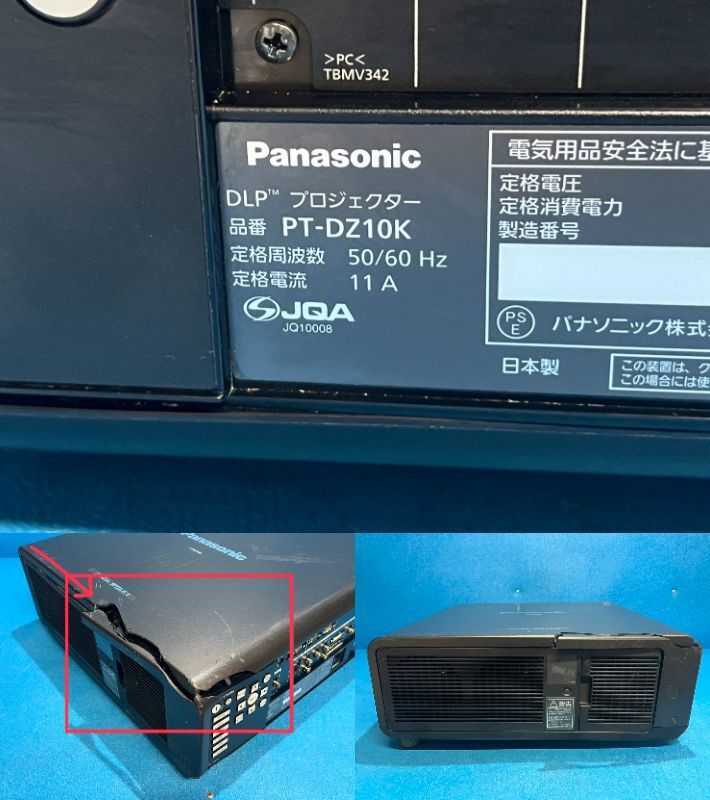 >PC<
TBMV342
Panasonic
DLP™ プロジェクター
品番 PT-DZ10K
定格周波数 50/60 Hz
定格電流 11 A
JQA
JQ10008
電気用品安全法に基
定格電圧
定格消費電力
製造番号
PS
E
パナソニック株式
日本製
この装置は、ク
この場合には使
Panasonic
警告